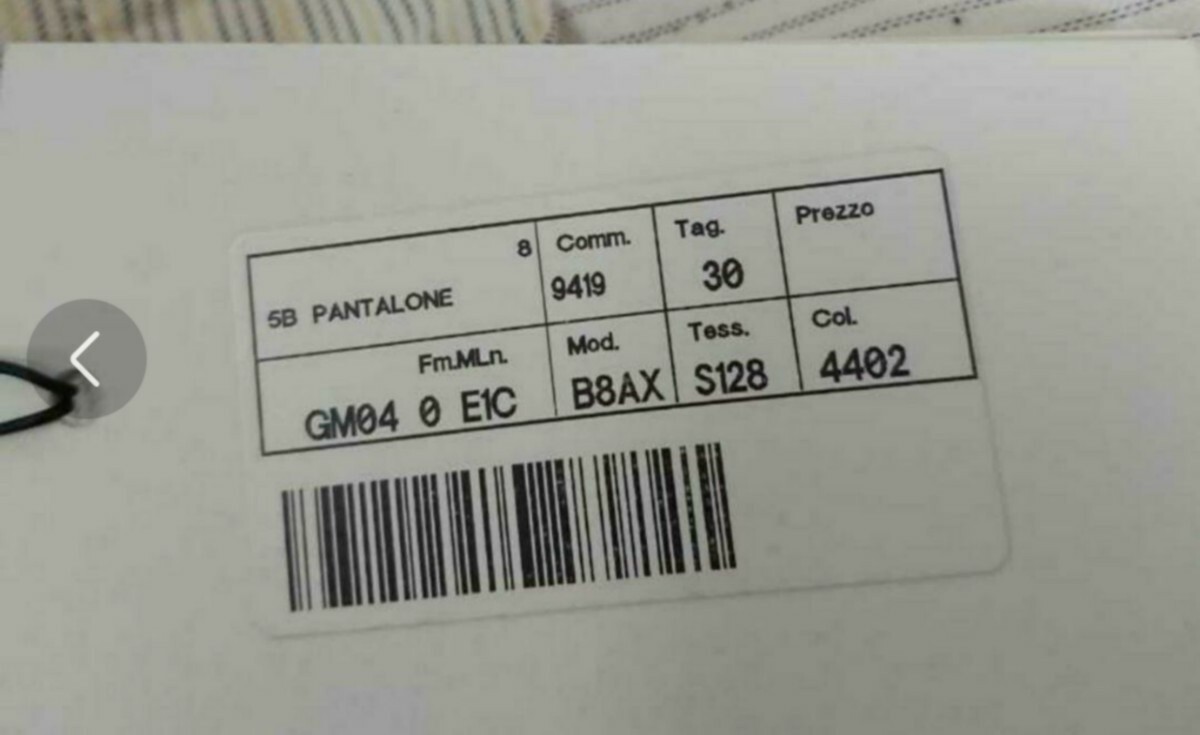 8 Comm. Tag. Prezzo
5B PANTALONE 9419 30
Fm.MLn. Mod. Tess. Col.
GM04 0 E1C B8AX S128 4402